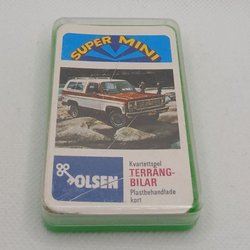 SUPER MINI
Kvartettspel
TERRÄNG-
BILAR
Plastbehandlade
kort
OLSEN